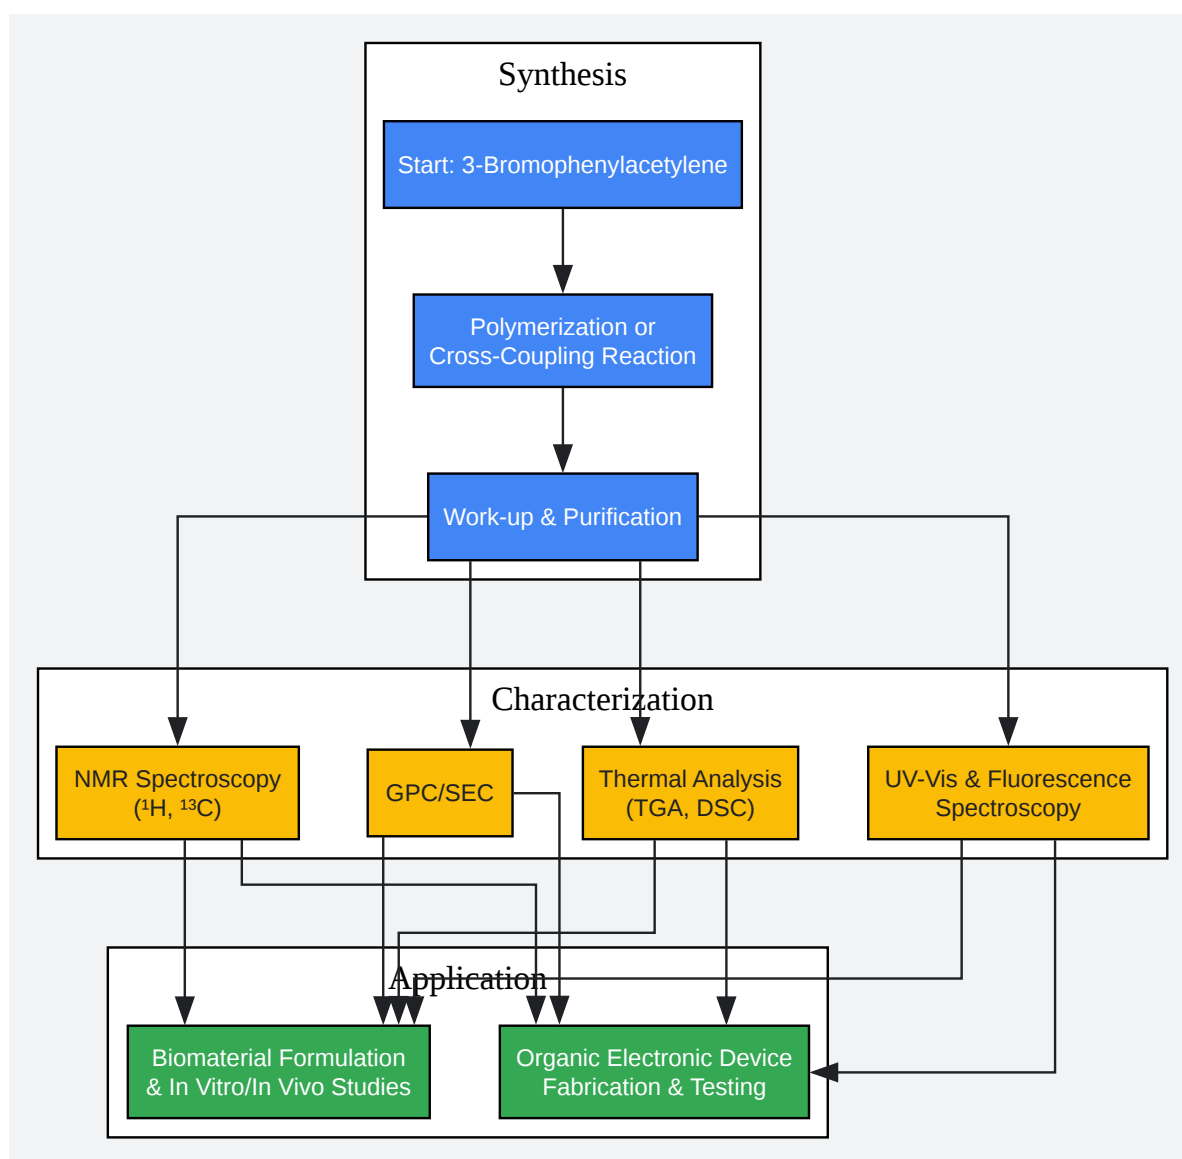 Synthesis
Start: 3-Bromophenylacetylene
Polymerization or
Cross-Coupling Reaction
Work-up & Purification
Characterization
NMR Spectroscopy
(¹H, ¹³C)
GPC/SEC
Thermal Analysis
(TGA, DSC)
UV-Vis & Fluorescence
Spectroscopy
Application
Biomaterial Formulation
& In Vitro/In Vivo Studies
Organic Electronic Device
Fabrication & Testing